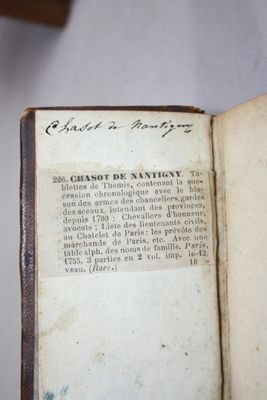 Chasot de Nantigny
226. CHASOT DE NANTIGNY. Ta-
blettes de Themis, contenant la suc-
cession chronologique avec le bla-
son des armes des chanceliers, gardes
des sceaux, intendant des provinces,
depuis 1700 ; Chevaliers d'honneur,
avocats ; Liste des lieutenants civils,
au Chatelet de Paris : les prévôts des
marchands de Paris, etc. Avec une
table alph. des noms de famille. Paris,
1755, 3 parties en 2 vol. imp. in-12,
veau. (Rare.) 10 »